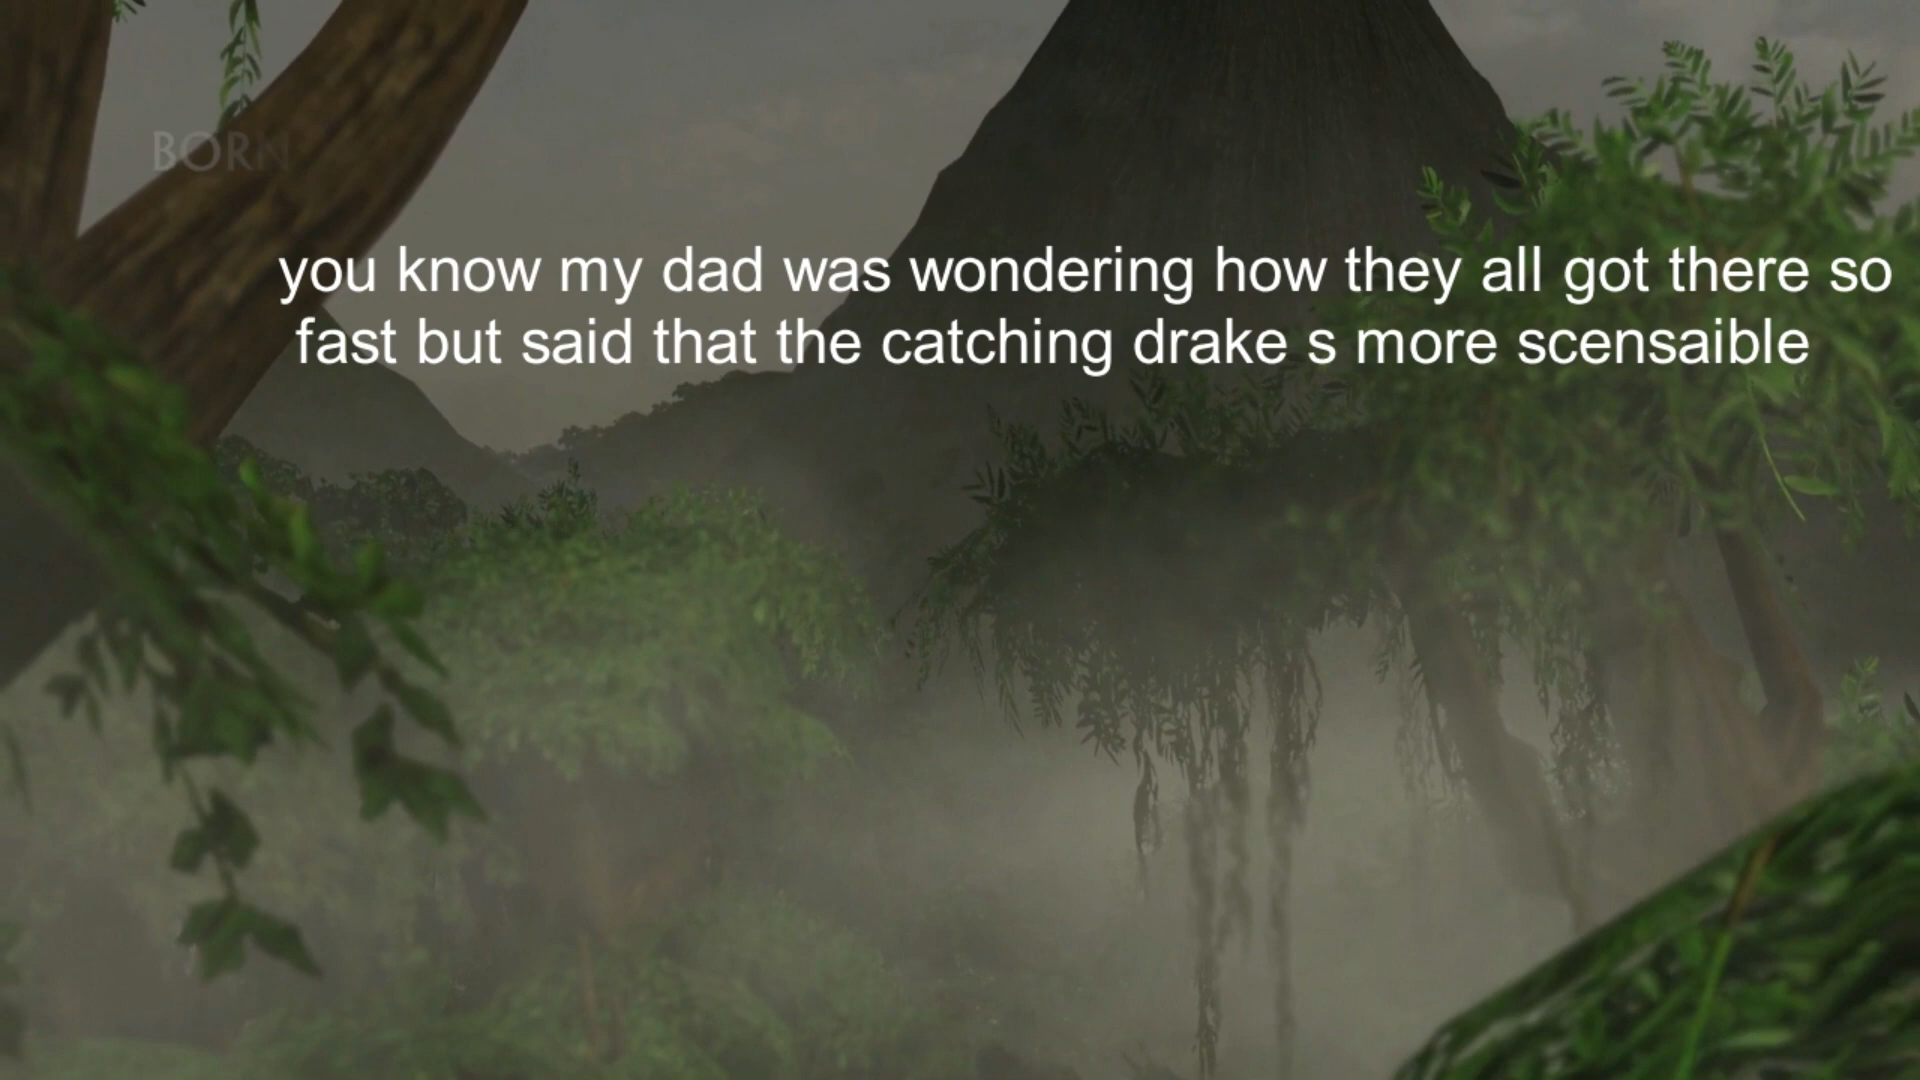 BORN
you know my dad was wondering how they all got there so
fast but said that the catching drake s more scensaible